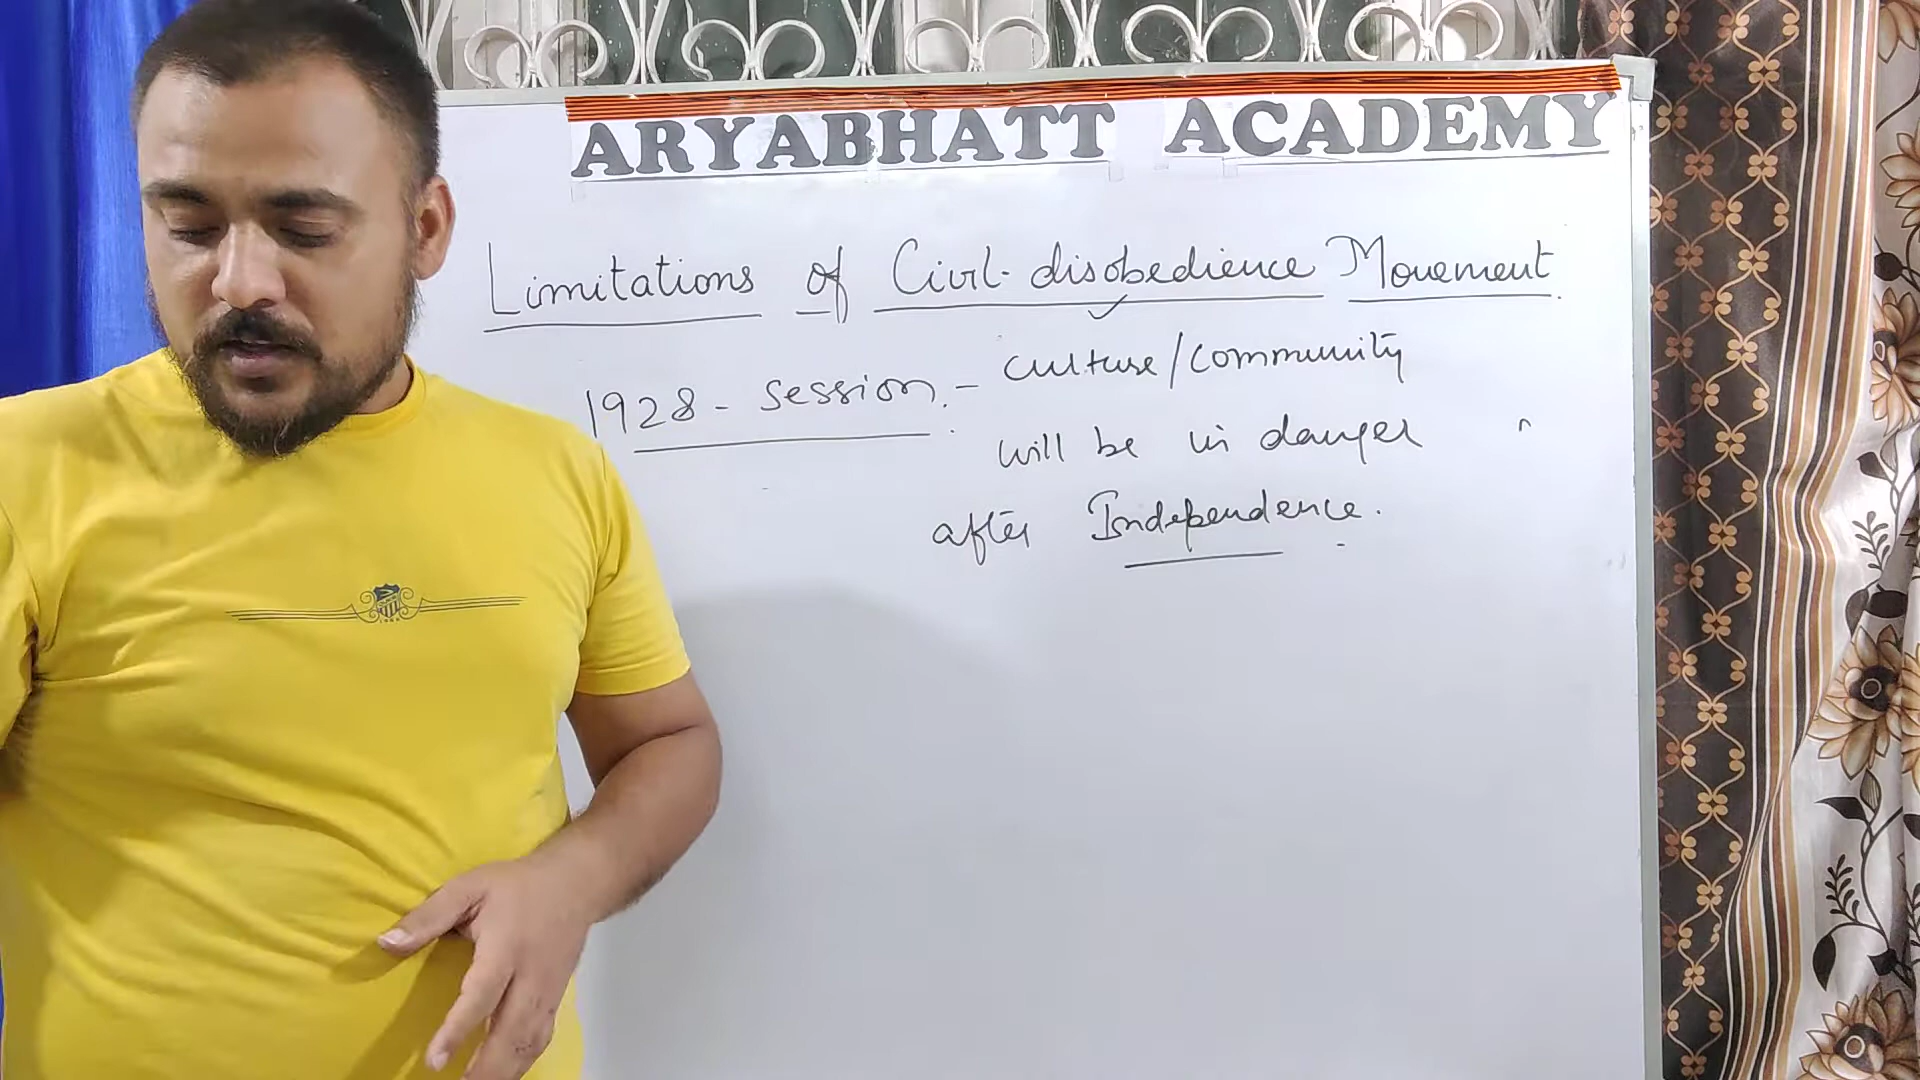 ARYABHATT ACADEMY
Limitations of Civil-disobedience Movement
1928 - Session. - culture/community
will be in danger
after Independence.